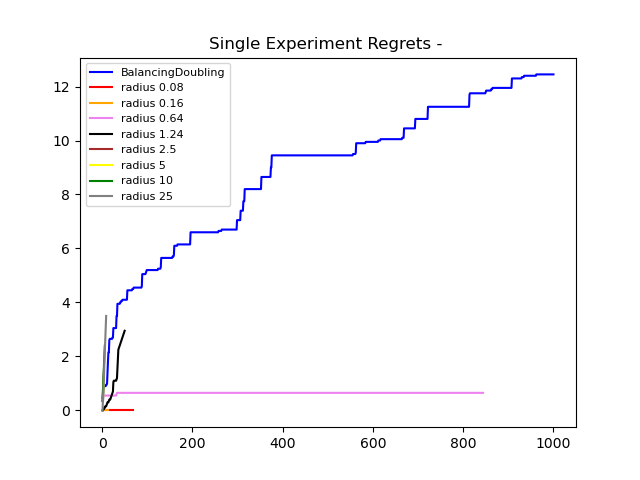 Single Experiment Regrets -
BalancingDoubling
radius 0.08
radius 0.16
radius 0.64
radius 1.24
radius 2.5
radius 5
radius 10
radius 25
12
10
8
6
4
2
0
0 200 400 600 800 1000